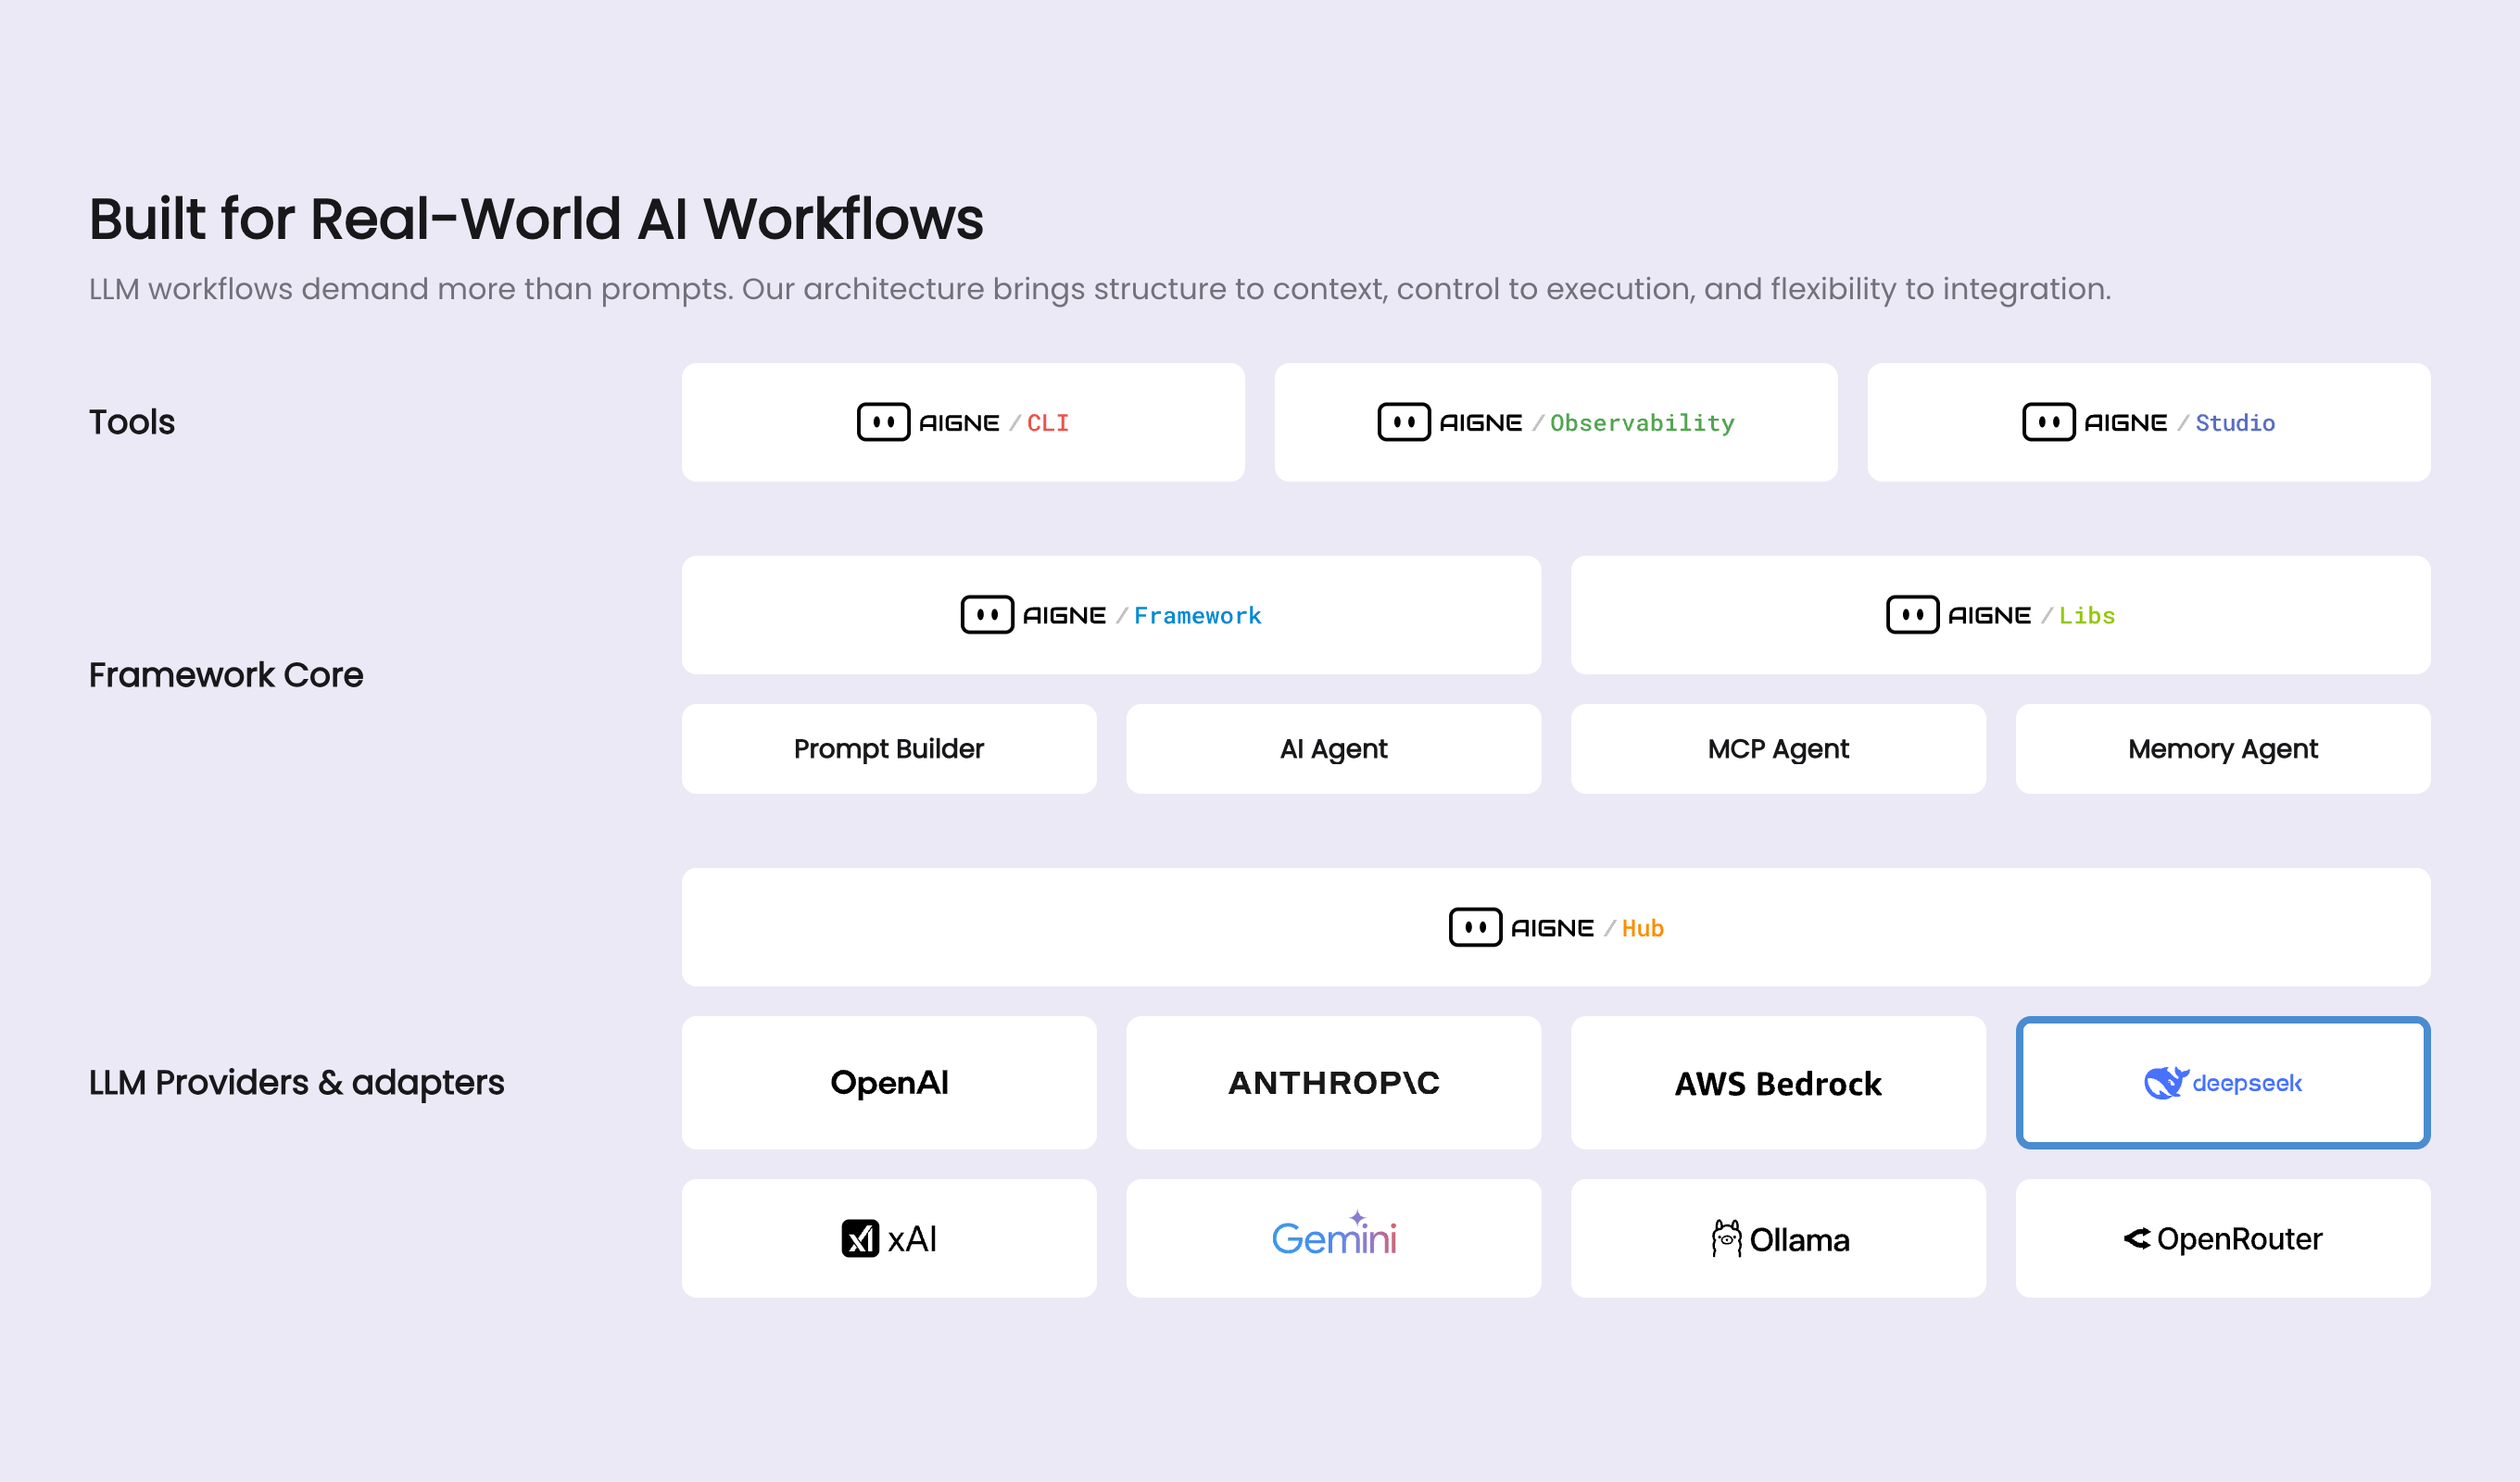 Built for Real-World AI Workflows
LLM workflows demand more than prompts. Our architecture brings structure to context, control to execution, and flexibility to integration.
Tools
AIGNE / CLI
AIGNE / Observability
AIGNE / Studio
Framework Core
AIGNE / Framework
AIGNE / Libs
Prompt Builder
AI Agent
MCP Agent
Memory Agent
LLM Providers & adapters
AIGNE / Hub
OpenAI
ANTHROP\C
AWS Bedrock
deepseek
xAI
Gemini
Ollama
OpenRouter